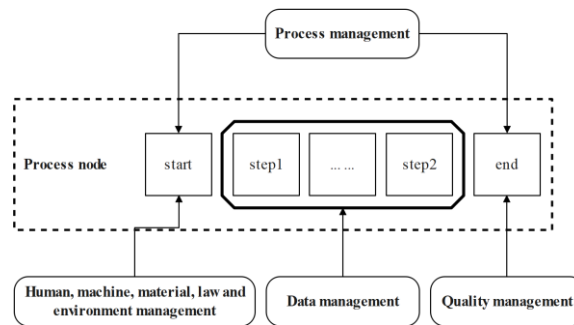 Process management
Process node
start
step1
... ...
step2
end
Human, machine, material, law and
environment management
Data management
Quality management